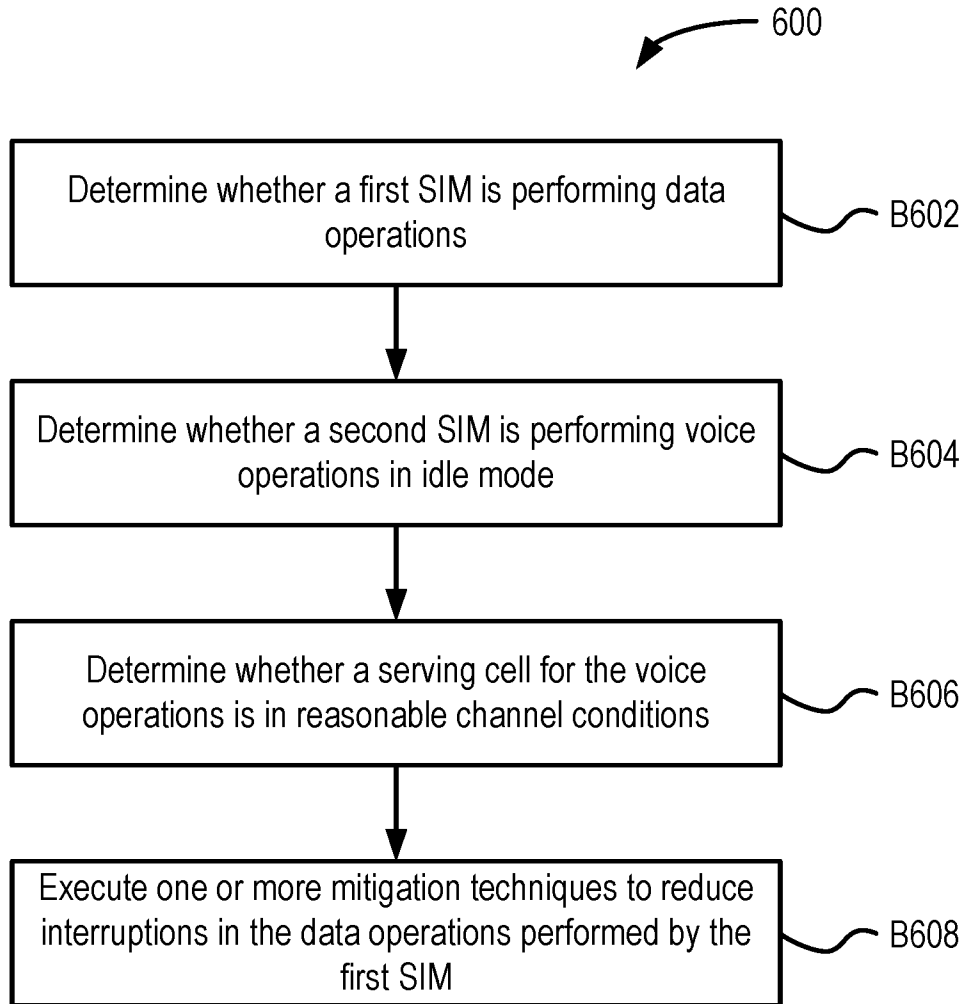 600
Determine whether a first SIM is performing data
operations
B602
Determine whether a second SIM is performing voice
operations in idle mode
B604
Determine whether a serving cell for the voice
operations is in reasonable channel conditions
B606
Execute one or more mitigation techniques to reduce
interruptions in the data operations performed by the
first SIM
B608